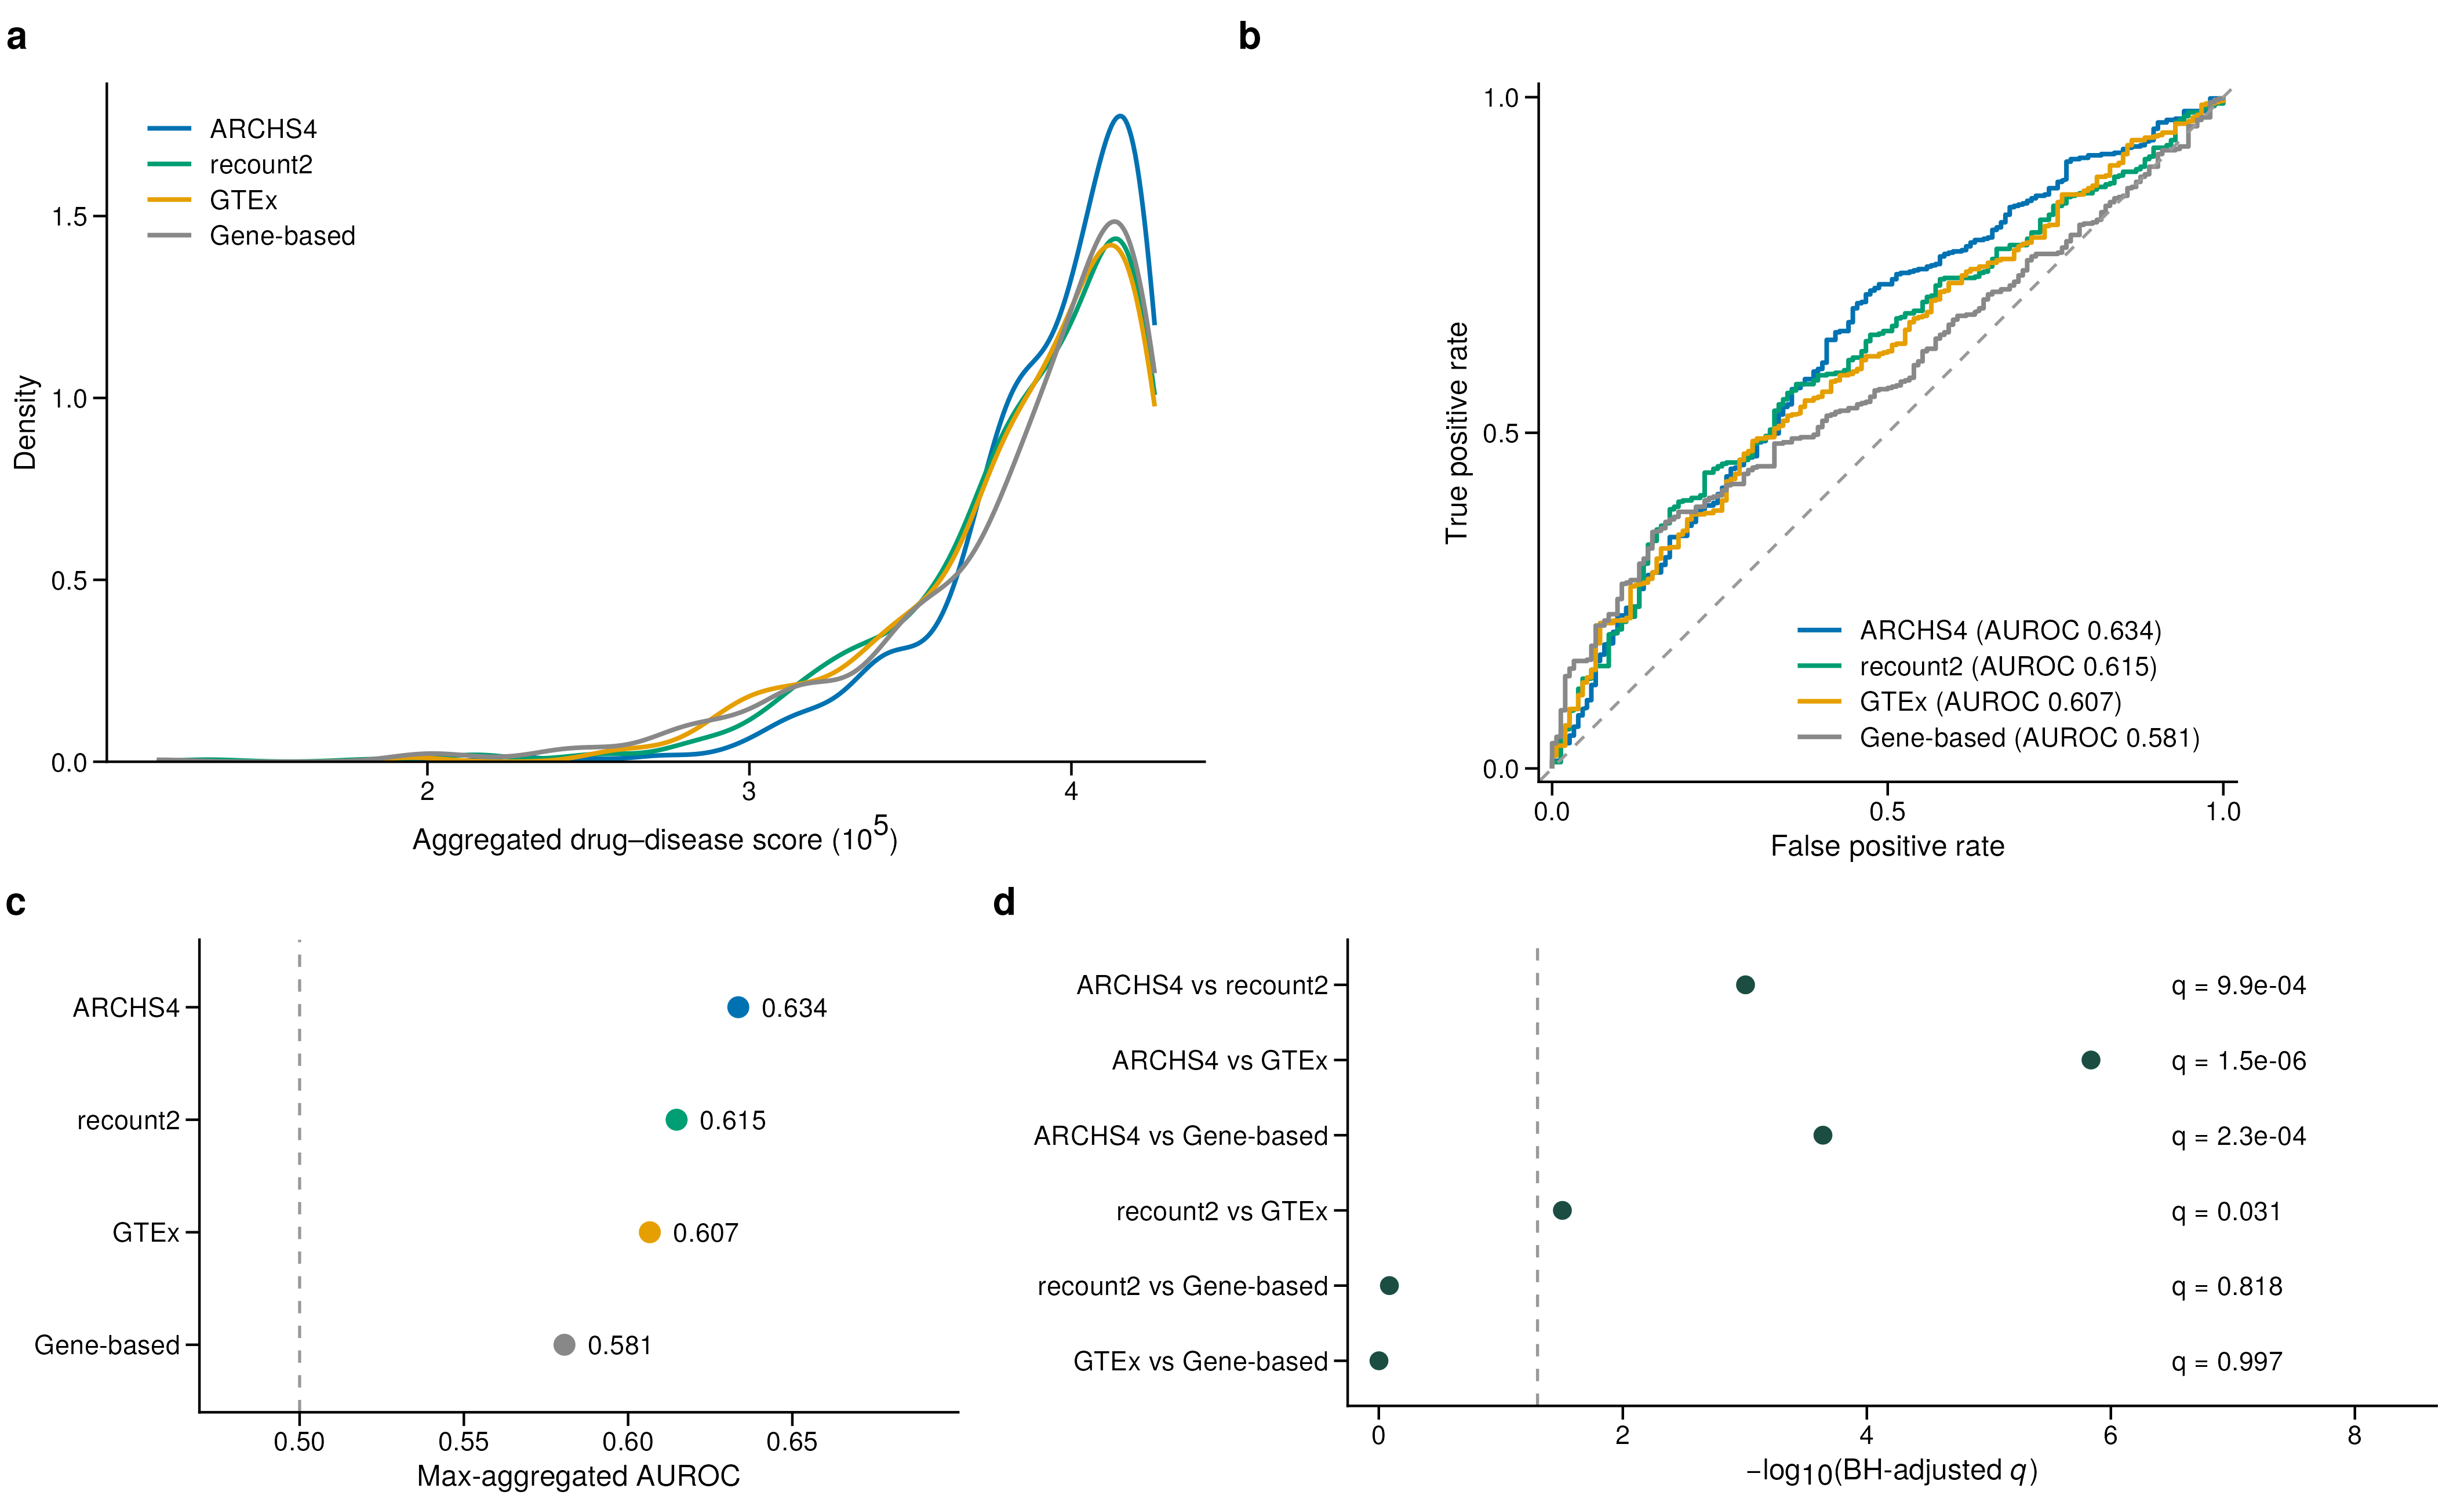 a
ARCHS4
recount2
GTEx
Gene-based
1.5
1.0
0.5
0.0
Density
2
3
4
Aggregated drug–disease score (10^5)
b
1.0
0.5
0.0
True positive rate
ARCHS4 (AUROC 0.634)
recount2 (AUROC 0.615)
GTEx (AUROC 0.607)
Gene-based (AUROC 0.581)
0.0
0.5
1.0
False positive rate
c
ARCHS4
0.634
recount2
0.615
GTEx
0.607
Gene-based
0.581
0.50
0.55
0.60
0.65
Max-aggregated AUROC
d
ARCHS4 vs recount2
q = 9.9e-04
ARCHS4 vs GTEx
q = 1.5e-06
ARCHS4 vs Gene-based
q = 2.3e-04
recount2 vs GTEx
q = 0.031
recount2 vs Gene-based
q = 0.818
GTEx vs Gene-based
q = 0.997
0
2
4
6
8
−log10(BH-adjusted q)